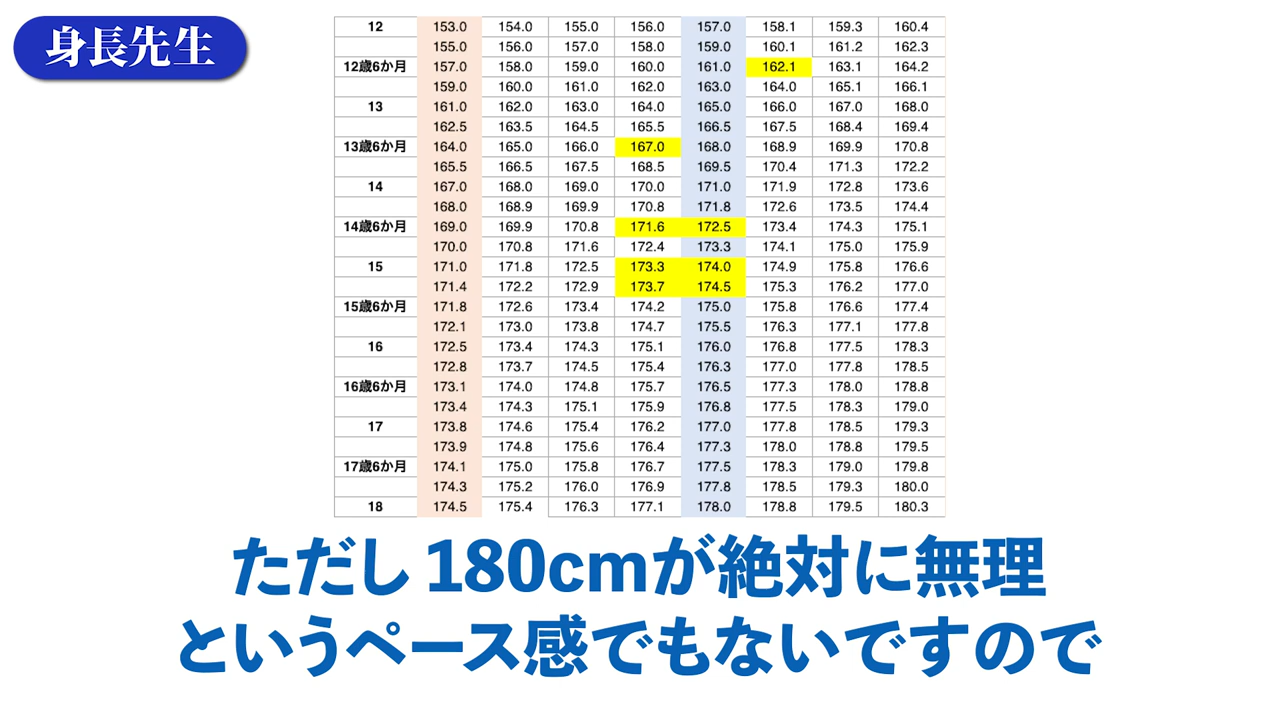 身長先生
12 153.0 154.0 155.0 156.0 157.0 158.1 159.3 160.4
155.0 156.0 157.0 158.0 159.0 160.1 161.2 162.3
12歳6か月 157.0 158.0 159.0 160.0 161.0 162.1 163.1 164.2
159.0 160.0 161.0 162.0 163.0 164.0 165.1 166.1
13 161.0 162.0 163.0 164.0 165.0 166.0 167.0 168.0
162.5 163.5 164.5 165.5 166.5 167.5 168.4 169.4
13歳6か月 164.0 165.0 166.0 167.0 168.0 168.9 169.9 170.8
165.5 166.5 167.5 168.5 169.5 170.4 171.3 172.2
14 167.0 168.0 169.0 170.0 171.0 171.9 172.8 173.6
168.0 168.9 169.9 170.8 171.8 172.6 173.5 174.4
14歳6か月 169.0 169.9 170.8 171.6 172.5 173.4 174.3 175.1
170.0 170.8 171.6 172.4 173.3 174.1 175.0 175.9
15 171.0 171.8 172.5 173.3 174.0 174.9 175.8 176.6
171.4 172.2 172.9 173.7 174.5 175.3 176.2 177.0
15歳6か月 171.8 172.6 173.4 174.2 175.0 175.8 176.6 177.4
172.1 173.0 173.8 174.7 175.5 176.3 177.1 177.8
16 172.5 173.4 174.3 175.1 176.0 176.8 177.5 178.3
172.8 173.7 174.5 175.4 176.3 177.0 177.8 178.5
16歳6か月 173.1 174.0 174.8 175.7 176.5 177.3 178.0 178.8
173.4 174.3 175.1 175.9 176.8 177.5 178.3 179.0
17 173.8 174.6 175.4 176.2 177.0 177.8 178.5 179.3
173.9 174.8 175.6 176.4 177.3 178.0 178.8 179.5
17歳6か月 174.1 175.0 175.8 176.7 177.5 178.3 179.0 179.8
174.3 175.2 176.0 176.9 177.8 178.5 179.3 180.0
18 174.5 175.4 176.3 177.1 178.0 178.8 179.5 180.3
ただし180cmが絶対に無理
というペース感でもないですので